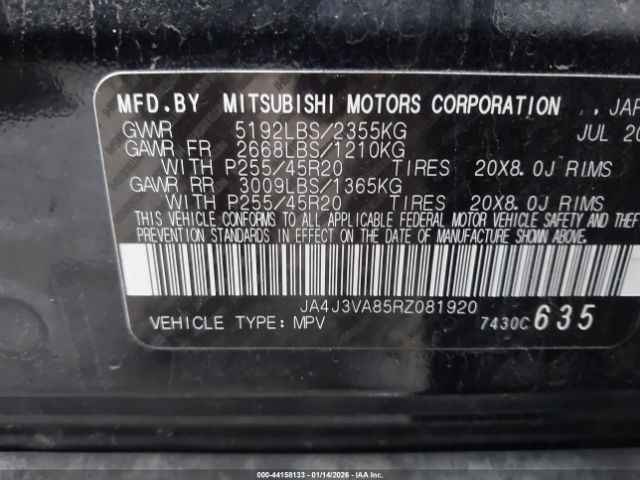 MFD.BY MITSUBISHI MOTORS CORPORATION
GVWR 5192LBS/2355KG JUL
GAWR FR 2668LBS/1210KG
WITH P255/45R20 TIRES 20X8.0J RIMS
GAWR RR 3009LBS/1365KG
WITH P255/45R20 TIRES 20X8.0J RIMS
THIS VEHICLE CONFORMS TO ALL APPLICABLE FEDERAL MOTOR VEHICLE SAFETY AND THEFT
PREVENTION STANDARDS IN EFFECT ON THE DATE OF MANUFACTURE SHOWN ABOVE.
JA4J3VA85RZ081920
VEHICLE TYPE:MPV 7430C 635
000-44158133 - 01/14/2026 - IAA Inc.